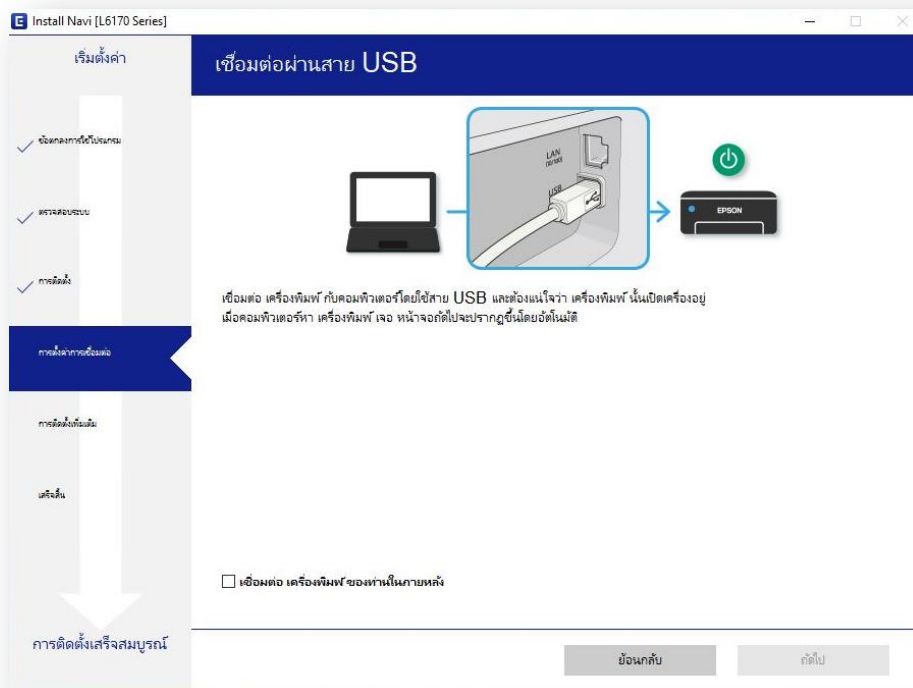 E Install Navi [L6170 Series]
เริ่มตั้งค่า
ข้อตกลงการใช้โปรแกรม
ตรวจสอบระบบ
การติดตั้ง
การตั้งค่าการเชื่อมต่อ
การติดตั้งเพิ่มเติม
เสร็จสิ้น
การติดตั้งเสร็จสมบูรณ์
เชื่อมต่อผ่านสาย USB
LAN
USB
EPSON
เชื่อมต่อ เครื่องพิมพ์ กับคอมพิวเตอร์โดยใช้สาย USB และต้องแน่ใจว่า เครื่องพิมพ์ นั้นเปิดเครื่องอยู่
เมื่อคอมพิวเตอร์หา เครื่องพิมพ์ เจอ หน้าจอถัดไปจะปรากฏขึ้นโดยอัตโนมัติ
เชื่อมต่อ เครื่องพิมพ์ ของท่านในภายหลัง
ย้อนกลับ
ถัดไป